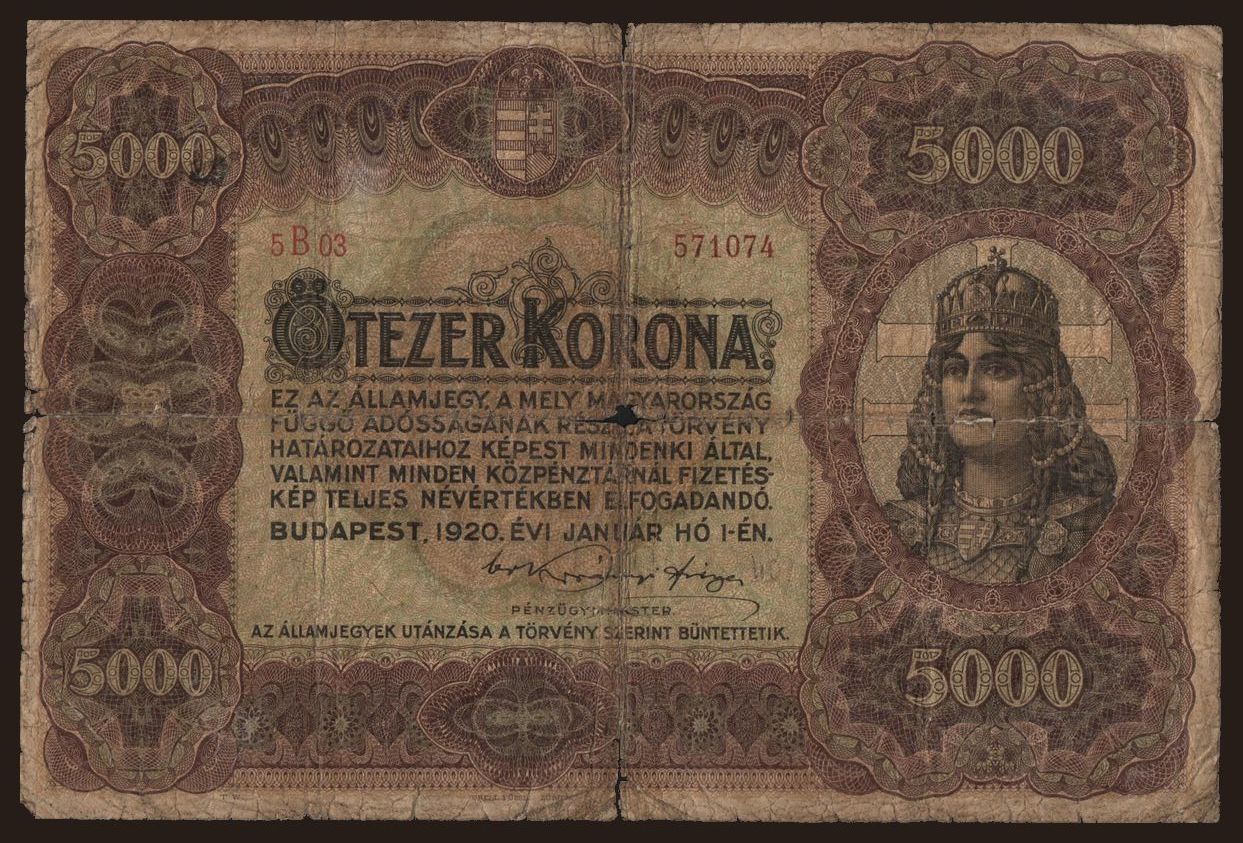 5000
5000
5 B 03 571074
ÖTEZER KORONA.
EZ AZ ÁLLAMJEGY, A MELY MAGYARORSZÁG
FÜGGŐ ADÓSSÁGÁNAK RÉSZE, A TÖRVÉNY
HATÁROZATAIHOZ KÉPEST MINDENKI ÁLTAL,
VALAMINT MINDEN KÖZPÉNZTÁRNÁL FIZETÉS-
KÉP TELJES NÉVÉRTÉKBEN ELFOGADANDÓ.
BUDAPEST, 1920. ÉVI JANUÁR HÓ 1-ÉN.
PÉNZÜGYMINISTER.
AZ ÁLLAMJEGYEK UTÁNZÁSA A TÖRVÉNY SZERINT BÜNTETTETIK.
5000
5000